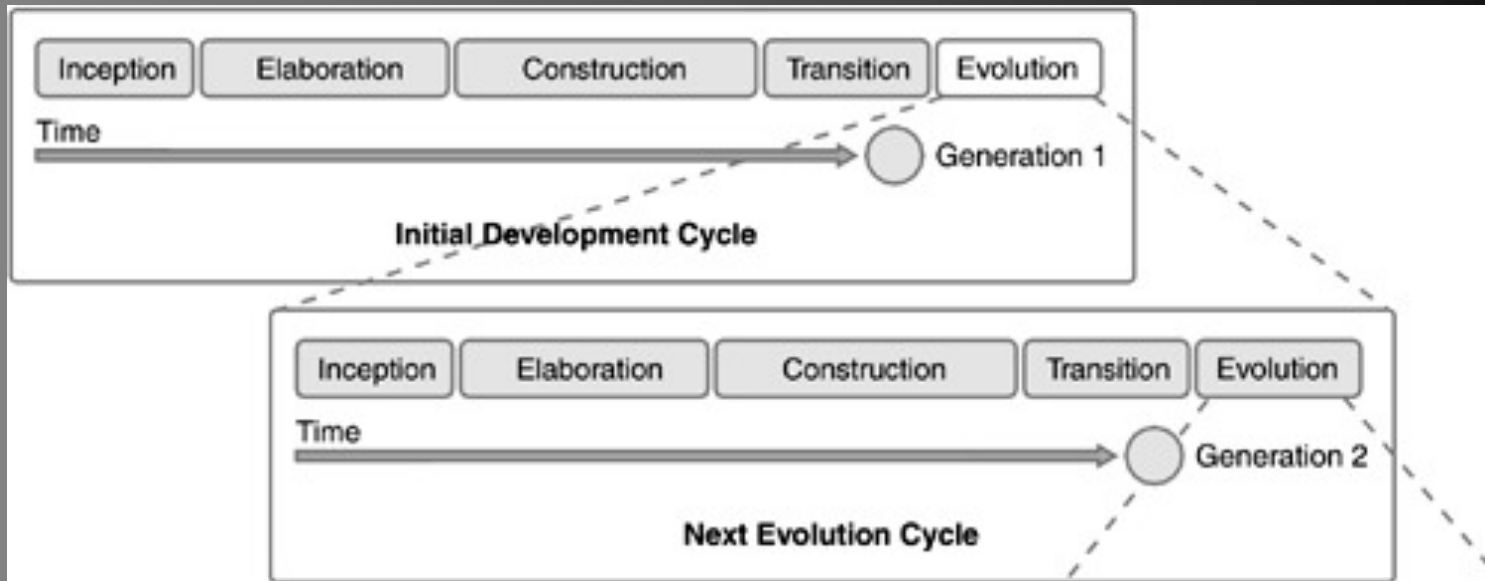 Inception Elaboration Construction Transition Evolution
Time
Generation 1
Initial Development Cycle
Inception Elaboration Construction Transition Evolution
Time
Generation 2
Next Evolution Cycle